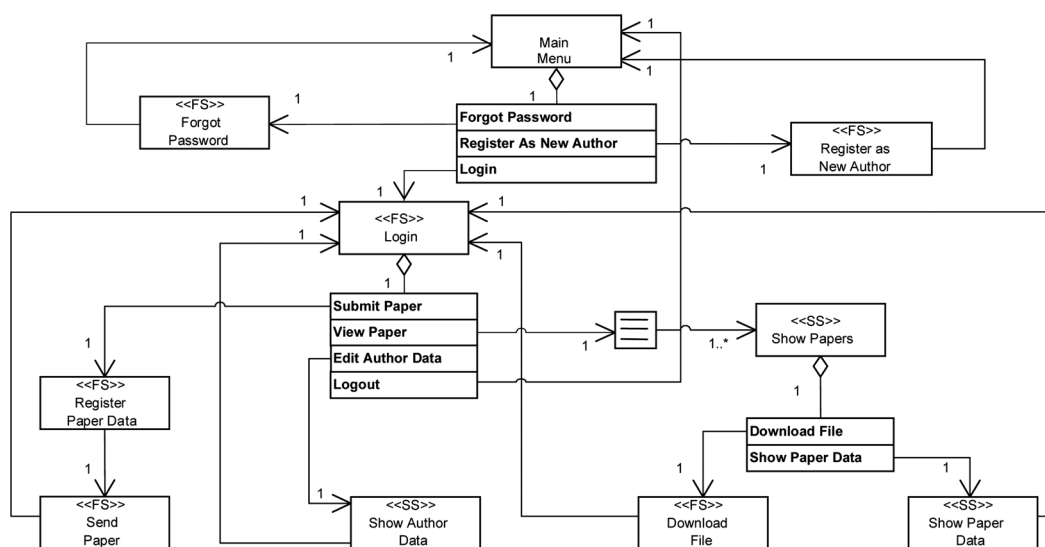 1
Main
Menu
1
1
1
<<FS>>
Forgot
Password
1
Forgot Password
Register As New Author
Login
<<FS>>
Register as
New Author
1
1
1
<<FS>>
Login
1
1
1
1
Submit Paper
View Paper
Edit Author Data
Logout
1
1
1..*
<<SS>>
Show Papers
1
<<FS>>
Register
Paper Data
Download File
Show Paper Data
1
1
1
1
<<FS>>
Send
Paper
<<SS>>
Show Author
Data
<<FS>>
Download
File
<<SS>>
Show Paper
Data